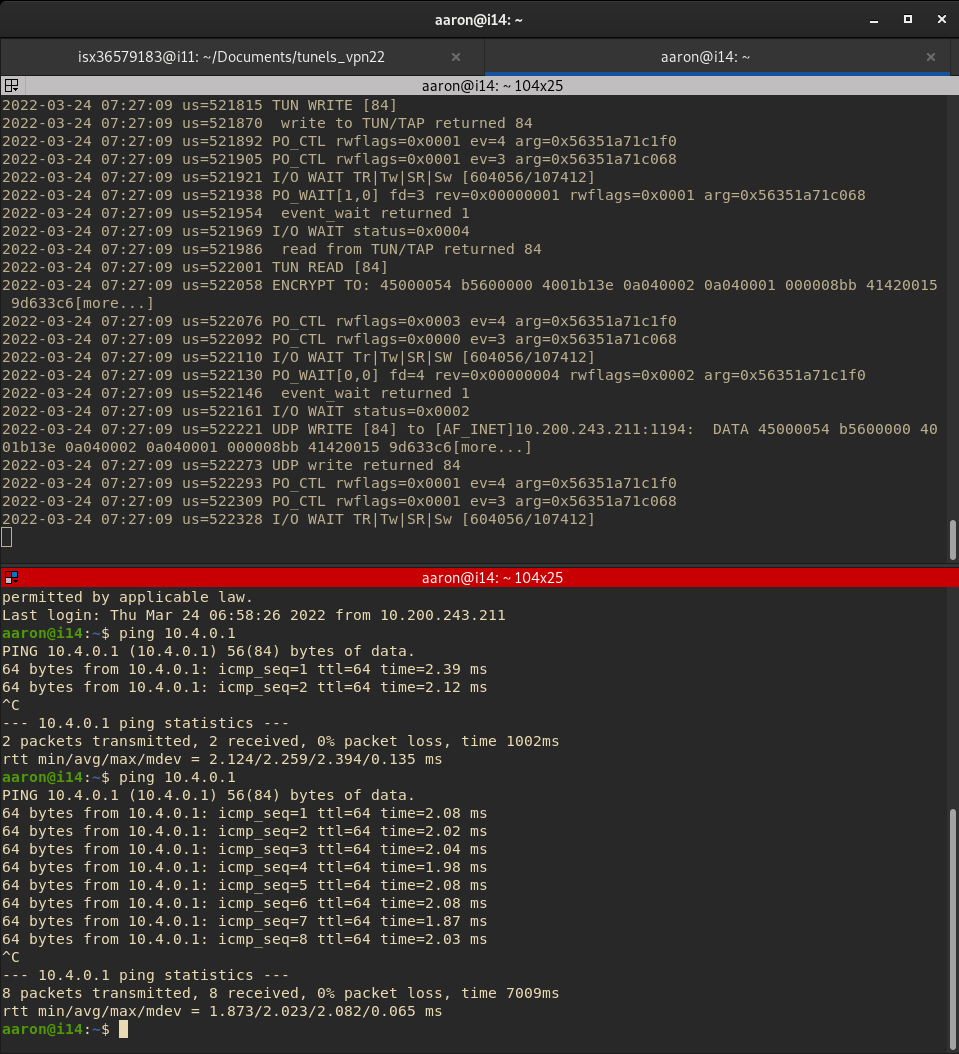 aaron@i14: ~
isx36579183@i11: ~/Documents/tunels_vpn22
aaron@i14: ~
aaron@i14: ~ 104x25
2022-03-24 07:27:09 us=521815 TUN WRITE [84]
2022-03-24 07:27:09 us=521870  write to TUN/TAP returned 84
2022-03-24 07:27:09 us=521892 PO_CTL rwflags=0x0001 ev=4 arg=0x56351a71c1f0
2022-03-24 07:27:09 us=521905 PO_CTL rwflags=0x0001 ev=3 arg=0x56351a71c068
2022-03-24 07:27:09 us=521921 I/O WAIT TR|Tw|SR|Sw [604056/107412]
2022-03-24 07:27:09 us=521938 PO_WAIT[1,0] fd=3 rev=0x00000001 rwflags=0x0001 arg=0x56351a71c068
2022-03-24 07:27:09 us=521954  event_wait returned 1
2022-03-24 07:27:09 us=521969 I/O WAIT status=0x0004
2022-03-24 07:27:09 us=521986  read from TUN/TAP returned 84
2022-03-24 07:27:09 us=522001 TUN READ [84]
2022-03-24 07:27:09 us=522058 ENCRYPT TO: 45000054 b5600000 4001b13e 0a040002 0a040001 000008bb 41420015
 9d633c6[more...]
2022-03-24 07:27:09 us=522076 PO_CTL rwflags=0x0003 ev=4 arg=0x56351a71c1f0
2022-03-24 07:27:09 us=522092 PO_CTL rwflags=0x0000 ev=3 arg=0x56351a71c068
2022-03-24 07:27:09 us=522110 I/O WAIT Tr|Tw|SR|SW [604056/107412]
2022-03-24 07:27:09 us=522130 PO_WAIT[0,0] fd=4 rev=0x00000004 rwflags=0x0002 arg=0x56351a71c1f0
2022-03-24 07:27:09 us=522146  event_wait returned 1
2022-03-24 07:27:09 us=522161 I/O WAIT status=0x0002
2022-03-24 07:27:09 us=522221 UDP WRITE [84] to [AF_INET]10.200.243.211:1194:  DATA 45000054 b5600000 40
01b13e 0a040002 0a040001 000008bb 41420015 9d633c6[more...]
2022-03-24 07:27:09 us=522273 UDP write returned 84
2022-03-24 07:27:09 us=522293 PO_CTL rwflags=0x0001 ev=4 arg=0x56351a71c1f0
2022-03-24 07:27:09 us=522309 PO_CTL rwflags=0x0001 ev=3 arg=0x56351a71c068
2022-03-24 07:27:09 us=522328 I/O WAIT TR|Tw|SR|Sw [604056/107412]
aaron@i14: ~ 104x25
permitted by applicable law.
Last login: Thu Mar 24 06:58:26 2022 from 10.200.243.211
aaron@i14:~$ ping 10.4.0.1
PING 10.4.0.1 (10.4.0.1) 56(84) bytes of data.
64 bytes from 10.4.0.1: icmp_seq=1 ttl=64 time=2.39 ms
64 bytes from 10.4.0.1: icmp_seq=2 ttl=64 time=2.12 ms
^C
--- 10.4.0.1 ping statistics ---
2 packets transmitted, 2 received, 0% packet loss, time 1002ms
rtt min/avg/max/mdev = 2.124/2.259/2.394/0.135 ms
aaron@i14:~$ ping 10.4.0.1
PING 10.4.0.1 (10.4.0.1) 56(84) bytes of data.
64 bytes from 10.4.0.1: icmp_seq=1 ttl=64 time=2.08 ms
64 bytes from 10.4.0.1: icmp_seq=2 ttl=64 time=2.02 ms
64 bytes from 10.4.0.1: icmp_seq=3 ttl=64 time=2.04 ms
64 bytes from 10.4.0.1: icmp_seq=4 ttl=64 time=1.98 ms
64 bytes from 10.4.0.1: icmp_seq=5 ttl=64 time=2.08 ms
64 bytes from 10.4.0.1: icmp_seq=6 ttl=64 time=2.08 ms
64 bytes from 10.4.0.1: icmp_seq=7 ttl=64 time=1.87 ms
64 bytes from 10.4.0.1: icmp_seq=8 ttl=64 time=2.03 ms
^C
--- 10.4.0.1 ping statistics ---
8 packets transmitted, 8 received, 0% packet loss, time 7009ms
rtt min/avg/max/mdev = 1.873/2.023/2.082/0.065 ms
aaron@i14:~$